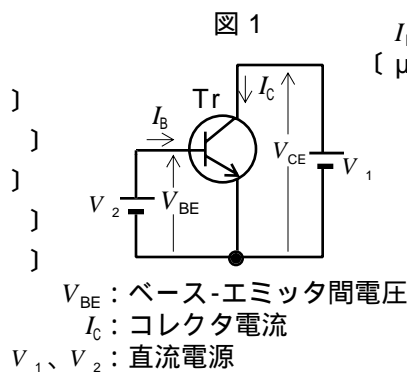 図 1
I
〔 μ
〕
〕
〕
〕
〕
Tr
I_C
I_B
V_CE
V_1
V_2
V_BE
V_BE：ベース-エミッタ間電圧
I_C：コレクタ電流
V_1、V_2：直流電源